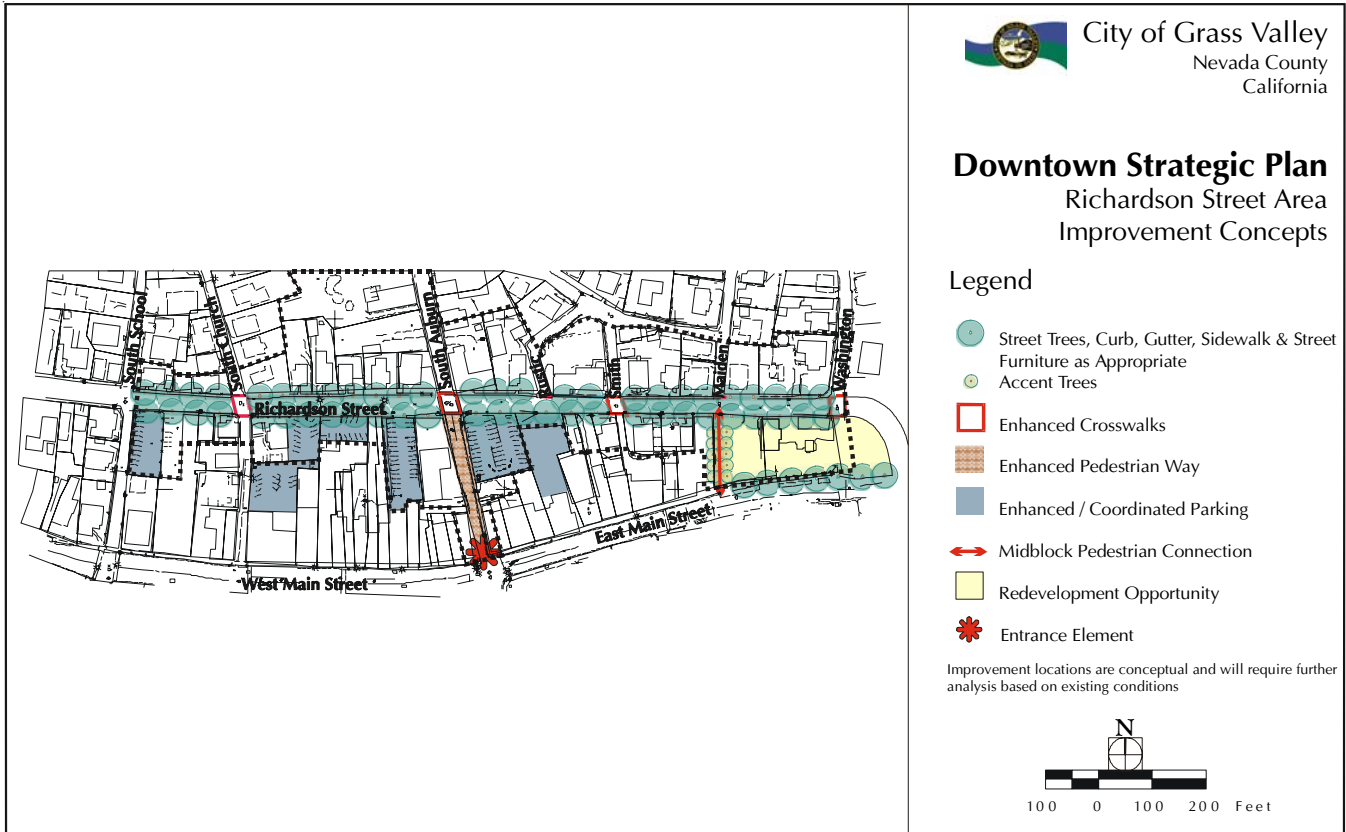 City of Grass Valley
Nevada County
California
Downtown Strategic Plan
Richardson Street Area
Improvement Concepts
Legend
Street Trees, Curb, Gutter, Sidewalk & Street
Furniture as Appropriate
Accent Trees
Enhanced Crosswalks
Enhanced Pedestrian Way
Enhanced / Coordinated Parking
Midblock Pedestrian Connection
Redevelopment Opportunity
Entrance Element
Improvement locations are conceptual and will require further
analysis based on existing conditions
N
100 0 100 200 Feet
South School
South Church
South Auburn
Smith
Maiden
Washington
Richardson Street
East Main Street
West Main Street